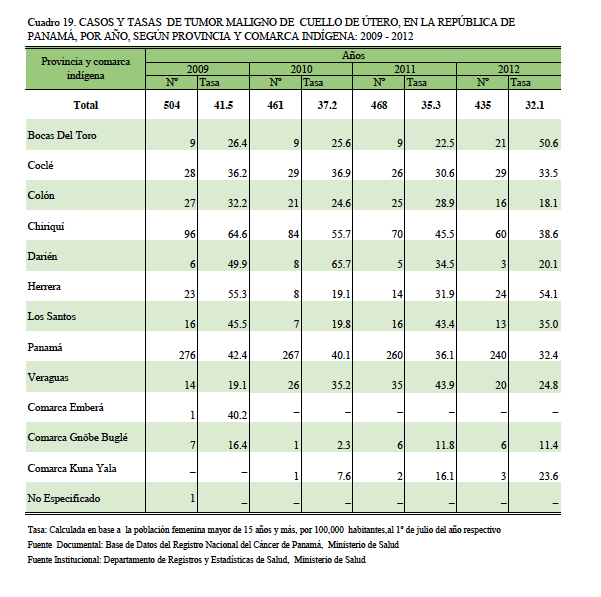 Cuadro 19. CASOS Y TASAS DE TUMOR MALIGNO DE CUELLO DE ÚTERO, EN LA REPÚBLICA DE
PANAMÁ, POR AÑO, SEGÚN PROVINCIA Y COMARCA INDÍGENA: 2009 - 2012
Provincia y comarca indígena Años
2009 2010 2011 2012
Nº Tasa Nº Tasa Nº Tasa Nº Tasa
Total 504 41.5 461 37.2 468 35.3 435 32.1
Bocas Del Toro 9 26.4 9 25.6 9 22.5 21 50.6
Coclé 28 36.2 29 36.9 26 30.6 29 33.5
Colón 27 32.2 21 24.6 25 28.9 16 18.1
Chiriquí 96 64.6 84 55.7 70 45.5 60 38.6
Darién 6 49.9 8 65.7 5 34.5 3 20.1
Herrera 23 55.3 8 19.1 14 31.9 24 54.1
Los Santos 16 45.5 7 19.8 16 43.4 13 35.0
Panamá 276 42.4 267 40.1 260 36.1 240 32.4
Veraguas 14 19.1 26 35.2 35 43.9 20 24.8
Comarca Emberá 1 40.2 – – – – – –
Comarca Gnöbe Buglé 7 16.4 1 2.3 6 11.8 6 11.4
Comarca Kuna Yala – – 1 7.6 2 16.1 3 23.6
No Especificado 1 – – – – – – –
Tasa: Calculada en base a la población femenina mayor de 15 años y más, por 100,000 habitantes,al 1º de julio del año respectivo
Fuente Documental: Base de Datos del Registro Nacional del Cáncer de Panamá, Ministerio de Salud
Fuente Institucional: Departamento de Registros y Estadísticas de Salud, Ministerio de Salud